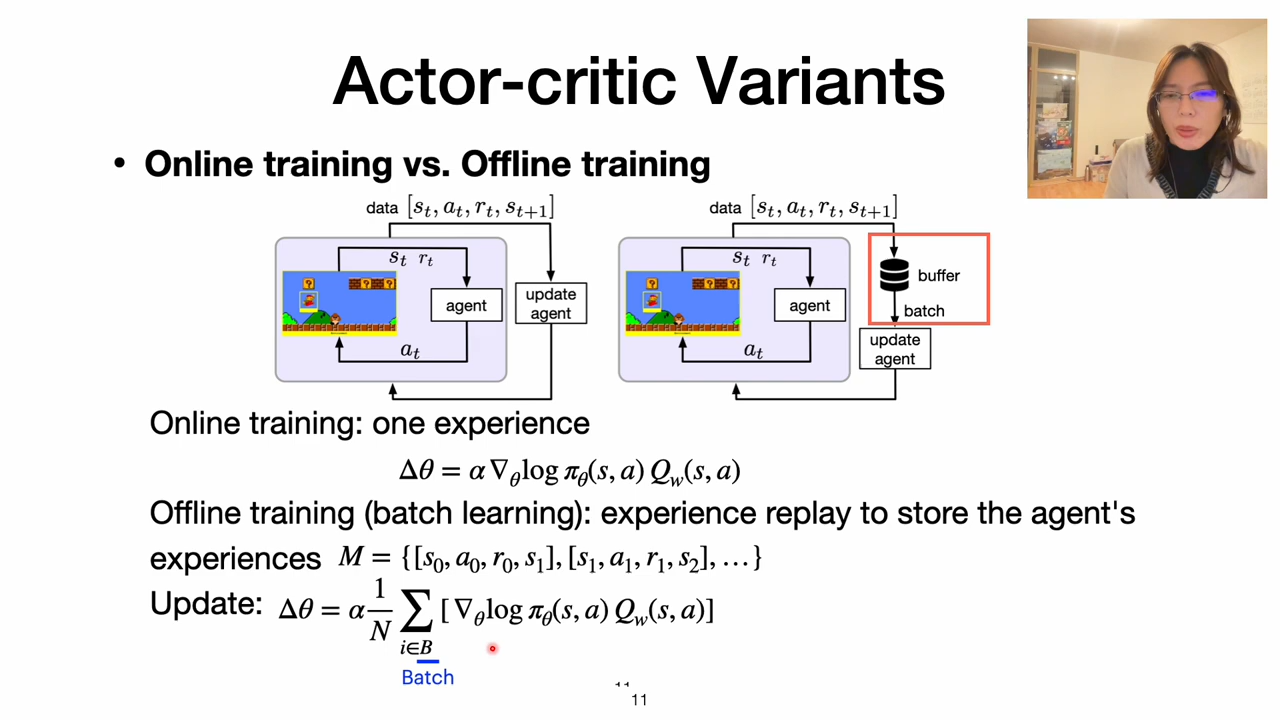 Actor-critic Variants
• Online training vs. Offline training
data [s_t, a_t, r_t, s_{t+1}]
s_t r_t
agent
update
agent
a_t
data [s_t, a_t, r_t, s_{t+1}]
s_t r_t
agent
a_t
buffer
batch
update
agent
Online training: one experience
Δθ = α ∇_θ log π_θ(s, a) Q_w(s, a)
Offline training (batch learning): experience replay to store the agent's
experiences M = {[s_0, a_0, r_0, s_1], [s_1, a_1, r_1, s_2], …}
Update: Δθ = α 1/N ∑_{i∈B} [ ∇_θ log π_θ(s, a) Q_w(s, a)]
Batch
11